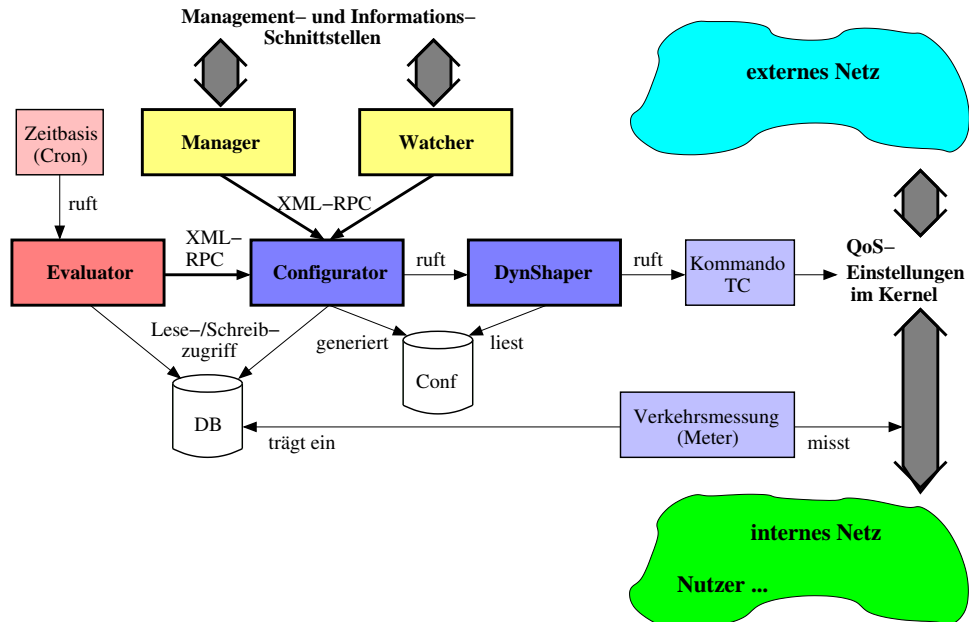 Management− und Informations−
Schnittstellen
externes Netz
Zeitbasis
(Cron)
Manager
Watcher
ruft
XML−RPC
XML−
RPC
Evaluator
Configurator
ruft
DynShaper
ruft
Kommando
TC
QoS−
Einstellungen
im Kernel
Lese−/Schreib−
zugriff
generiert
liest
Conf
DB
trägt ein
Verkehrsmessung
(Meter)
misst
internes Netz
Nutzer ...